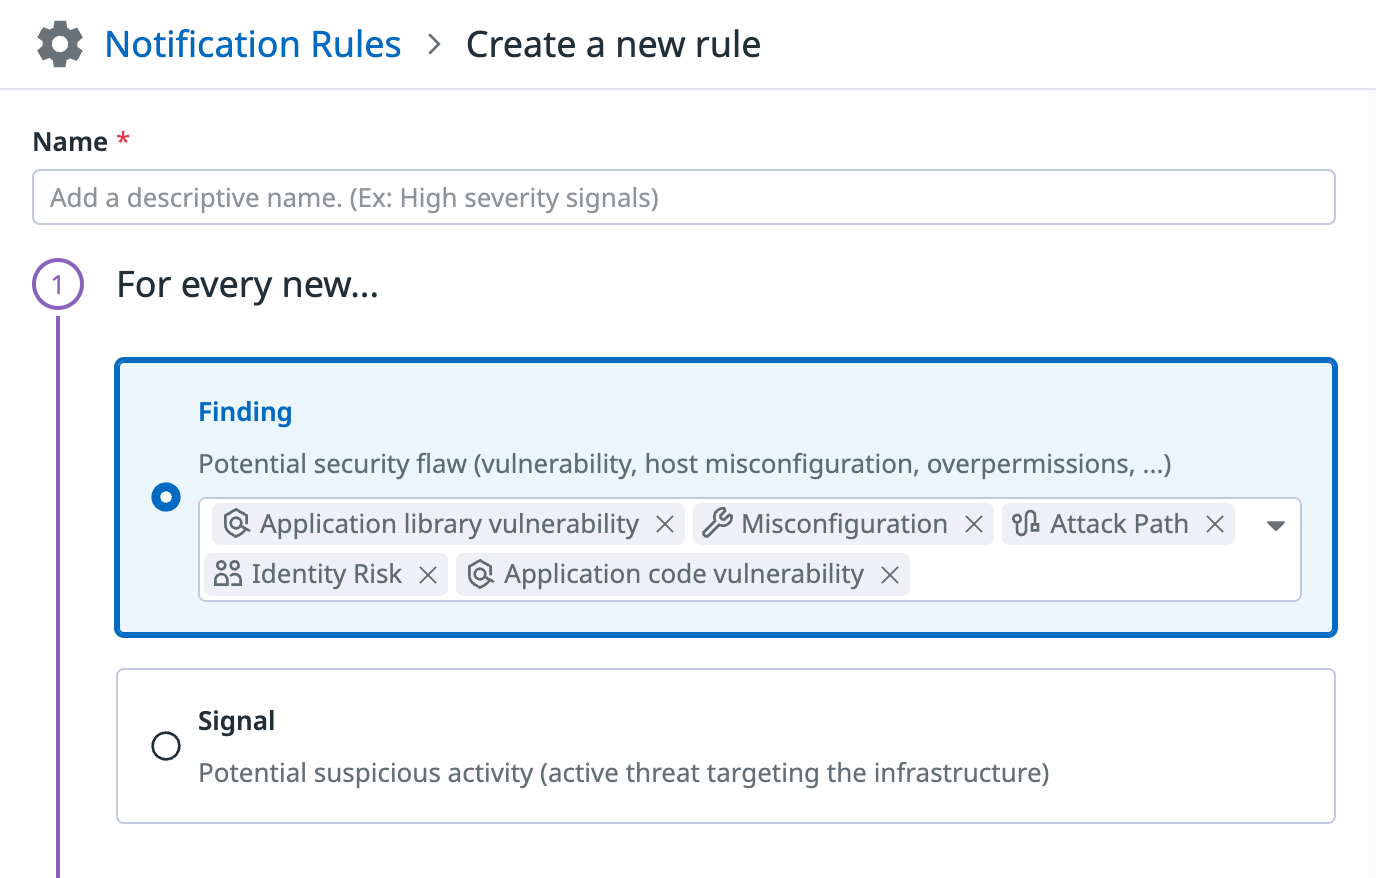 Notification Rules > Create a new rule
Name *
Add a descriptive name. (Ex: High severity signals)
1 For every new...
Finding
Potential security flaw (vulnerability, host misconfiguration, overpermissions, ...)
Application library vulnerability × Misconfiguration × Attack Path ×
Identity Risk × Application code vulnerability ×
Signal
Potential suspicious activity (active threat targeting the infrastructure)